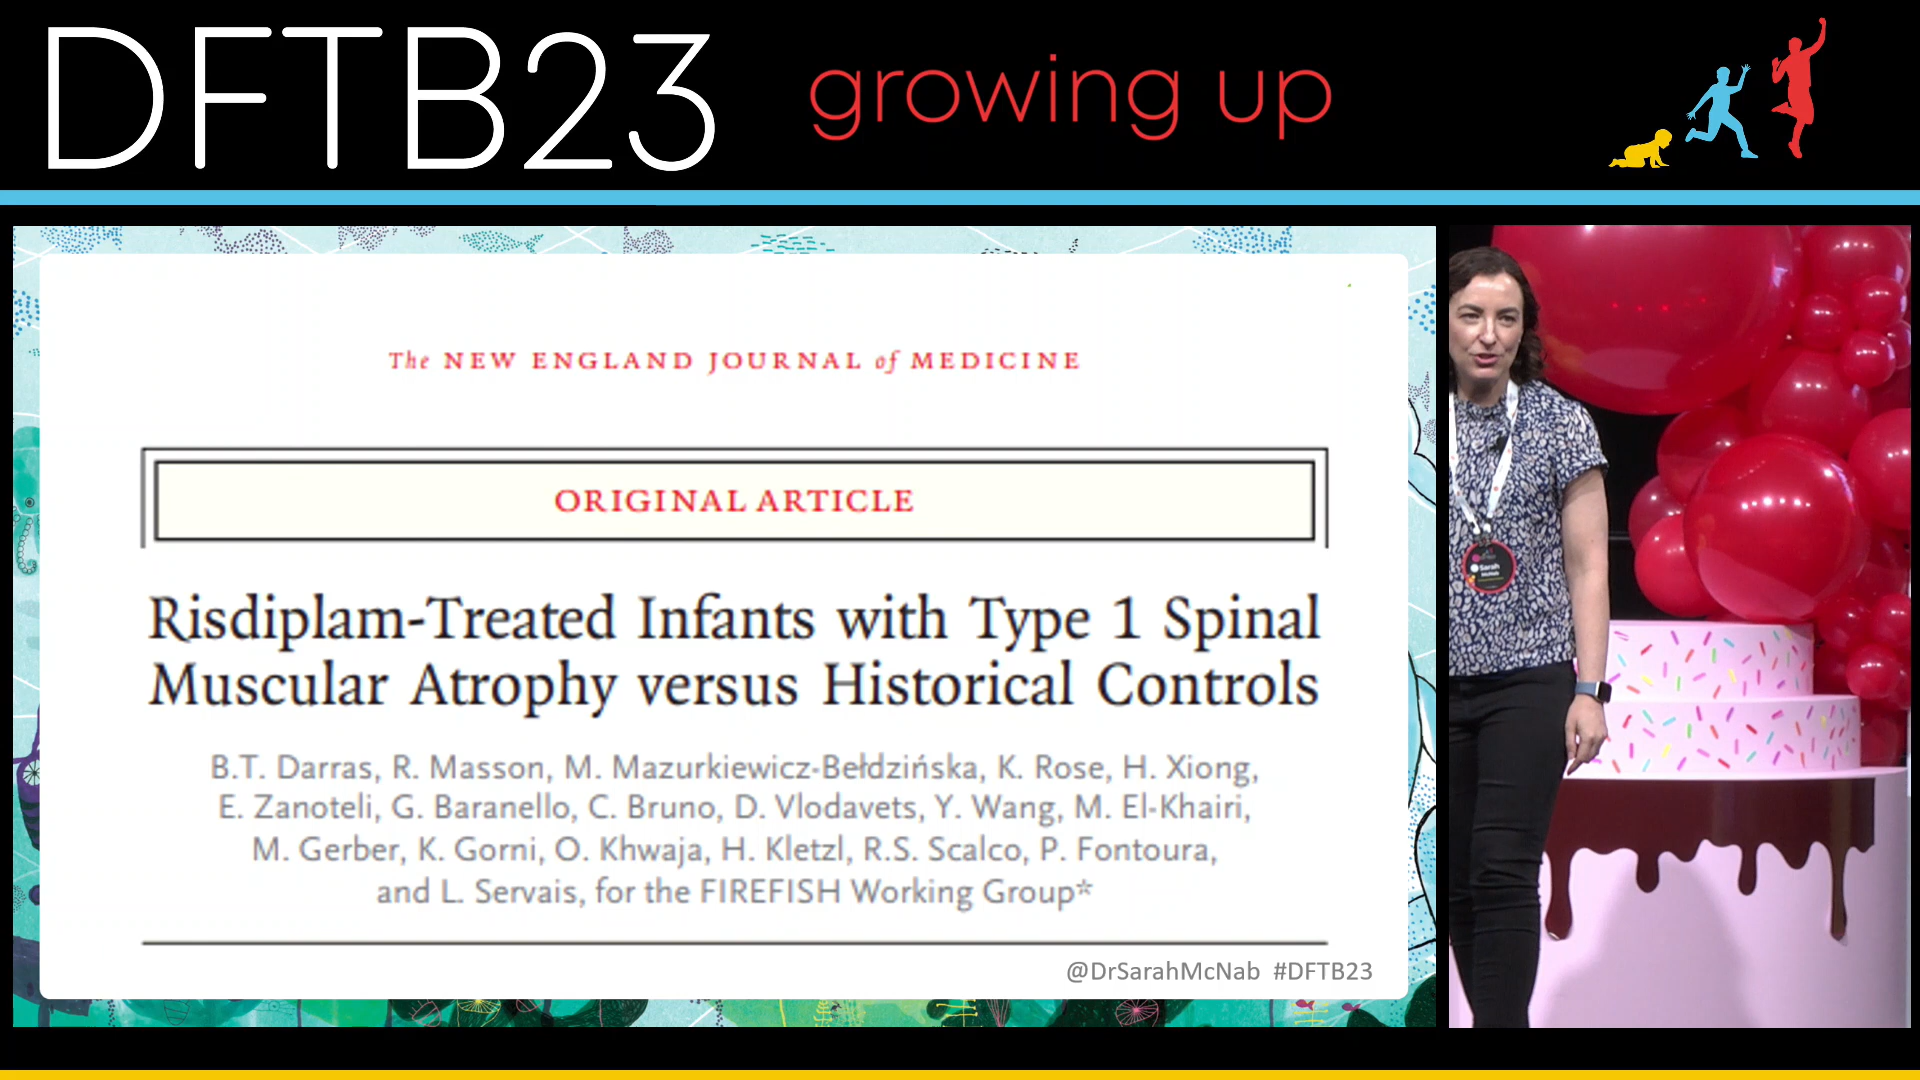 DFTB23
growing up
The NEW ENGLAND JOURNAL of MEDICINE
ORIGINAL ARTICLE
Risdiplam-Treated Infants with Type 1 Spinal
Muscular Atrophy versus Historical Controls
B.T. Darras, R. Masson, M. Mazurkiewicz-Bełdzińska, K. Rose, H. Xiong,
E. Zanoteli, G. Baranello, C. Bruno, D. Vlodavets, Y. Wang, M. El-Khairi,
M. Gerber, K. Gorni, O. Khwaja, H. Kletzl, R.S. Scalco, P. Fontoura,
and L. Servais, for the FIREFISH Working Group*
@DrSarahMcNab #DFTB23
Sarah